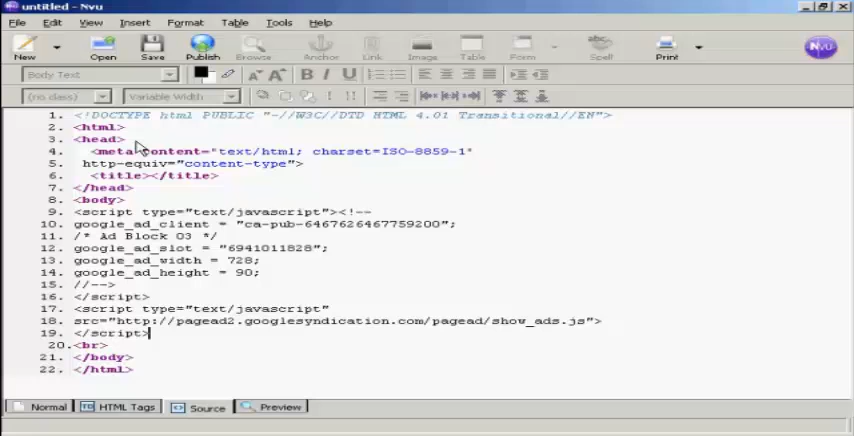 untitled - Nvu
File Edit View Insert Format Table Tools Help
New Open Save Publish Browse Anchor Link Image Table Form Spell Print Nvu
Body Text B I U
(no class) Variable Width ! !!
1. <!DOCTYPE html PUBLIC "-//W3C//DTD HTML 4.01 Transitional//EN">
2. <html>
3. <head>
4. <meta content="text/html; charset=ISO-8859-1"
5. http-equiv="content-type">
6. <title></title>
7. </head>
8. <body>
9. <script type="text/javascript"><!--
10. google_ad_client = "ca-pub-6467626467759200";
11. /* Ad Block 03 */
12. google_ad_slot = "6941011828";
13. google_ad_width = 728;
14. google_ad_height = 90;
15. //-->
16. </script>
17. <script type="text/javascript"
18. src="http://pagead2.googlesyndication.com/pagead/show_ads.js">
19. </script>
20. <br>
21. </body>
22. </html>
Normal HTML Tags Source Preview